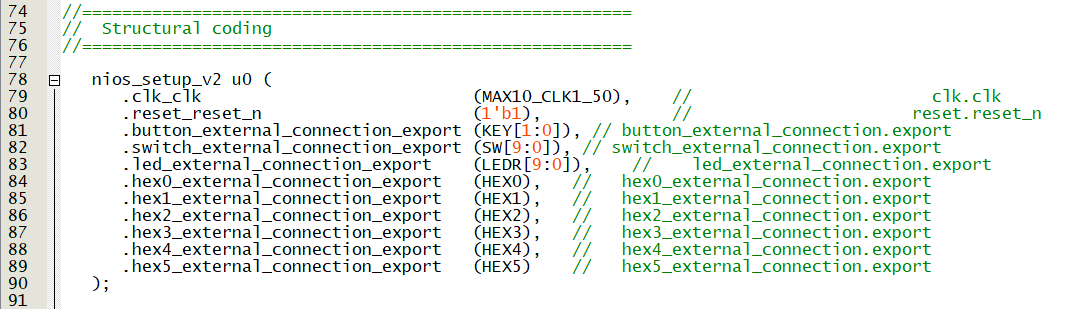 74 //=======================================================
75 //  Structural coding
76 //=======================================================
77
78 nios_setup_v2 u0 (
79 .clk_clk (MAX10_CLK1_50), // clk.clk
80 .reset_reset_n (1'b1), // reset.reset_n
81 .button_external_connection_export (KEY[1:0]), // button_external_connection.export
82 .switch_external_connection_export (SW[9:0]), // switch_external_connection.export
83 .led_external_connection_export (LEDR[9:0]), // led_external_connection.export
84 .hex0_external_connection_export (HEX0), // hex0_external_connection.export
85 .hex1_external_connection_export (HEX1), // hex1_external_connection.export
86 .hex2_external_connection_export (HEX2), // hex2_external_connection.export
87 .hex3_external_connection_export (HEX3), // hex3_external_connection.export
88 .hex4_external_connection_export (HEX4), // hex4_external_connection.export
89 .hex5_external_connection_export (HEX5) // hex5_external_connection.export
90 );
91